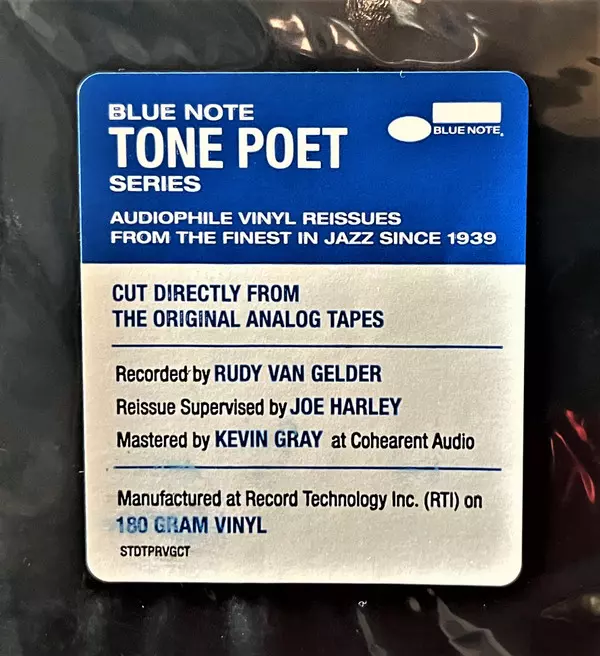 BLUE NOTE
TONE POET
SERIES
BLUE NOTE.
AUDIOPHILE VINYL REISSUES
FROM THE FINEST IN JAZZ SINCE 1939
CUT DIRECTLY FROM
THE ORIGINAL ANALOG TAPES
Recorded by RUDY VAN GELDER
Reissue Supervised by JOE HARLEY
Mastered by KEVIN GRAY at Cohearent Audio
Manufactured at Record Technology Inc. (RTI) on
180 GRAM VINYL
STDTPRVGCT